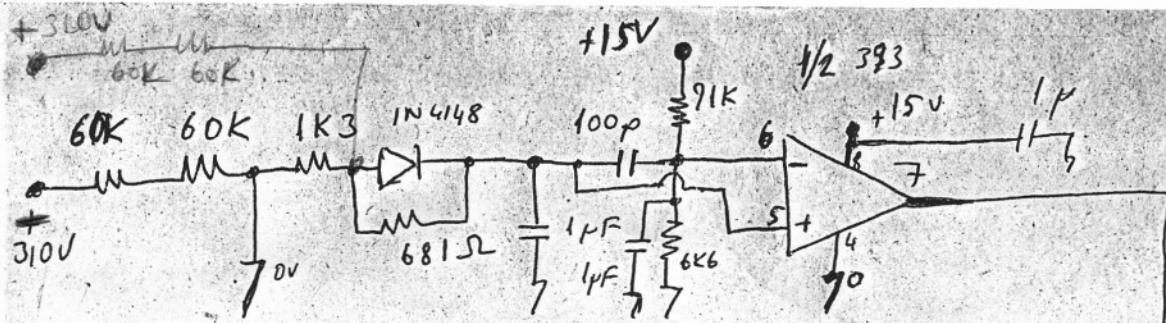 +310V
60K 60K
+15V
1/2 393
91K
+15V
1µ
60K 60K 1K3 1N4148
100p
6
8
7
+
310V
0V
681Ω
1µF
1µF
6K6
5
-
+
4
0